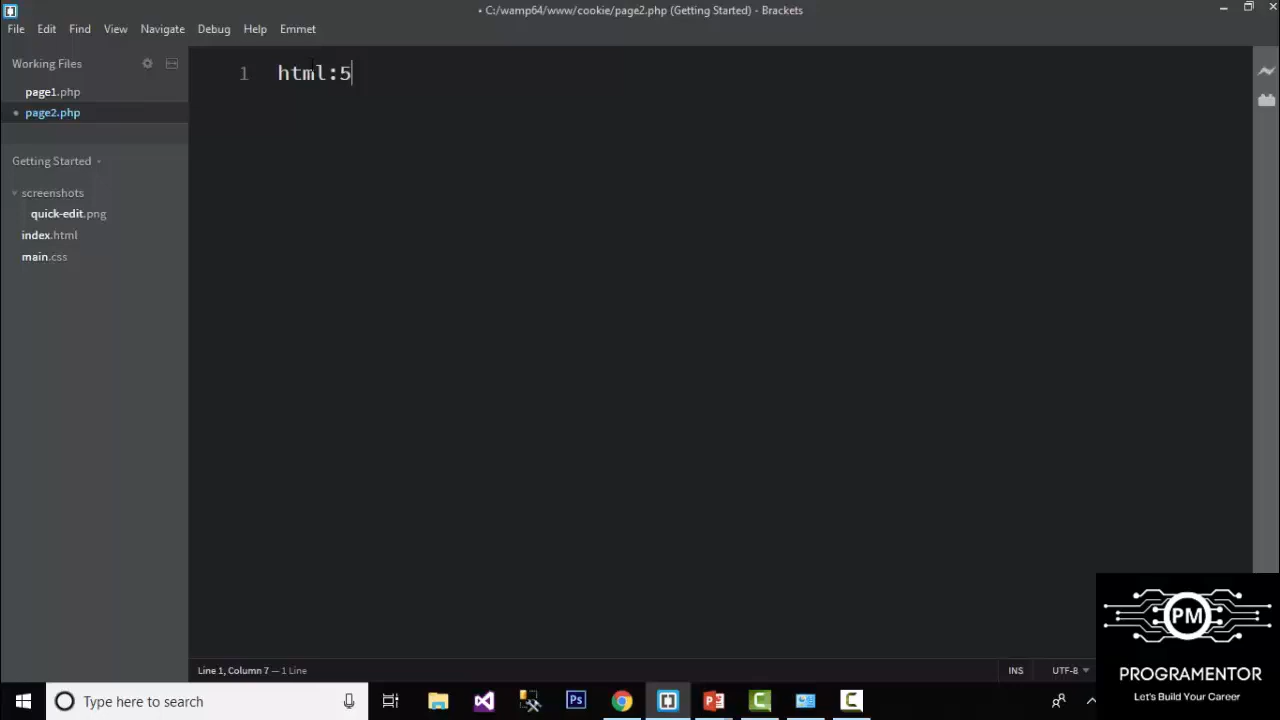 • C:/wamp64/www/cookie/page2.php (Getting Started) - Brackets
File Edit Find View Navigate Debug Help Emmet
Working Files
page1.php
page2.php
Getting Started
screenshots
quick-edit.png
index.html
main.css
1 html:5
Line 1, Column 7 — 1 Line
INS UTF-8
PM
PROGRAMENTOR
Let's Build Your Career
Type here to search
Ps